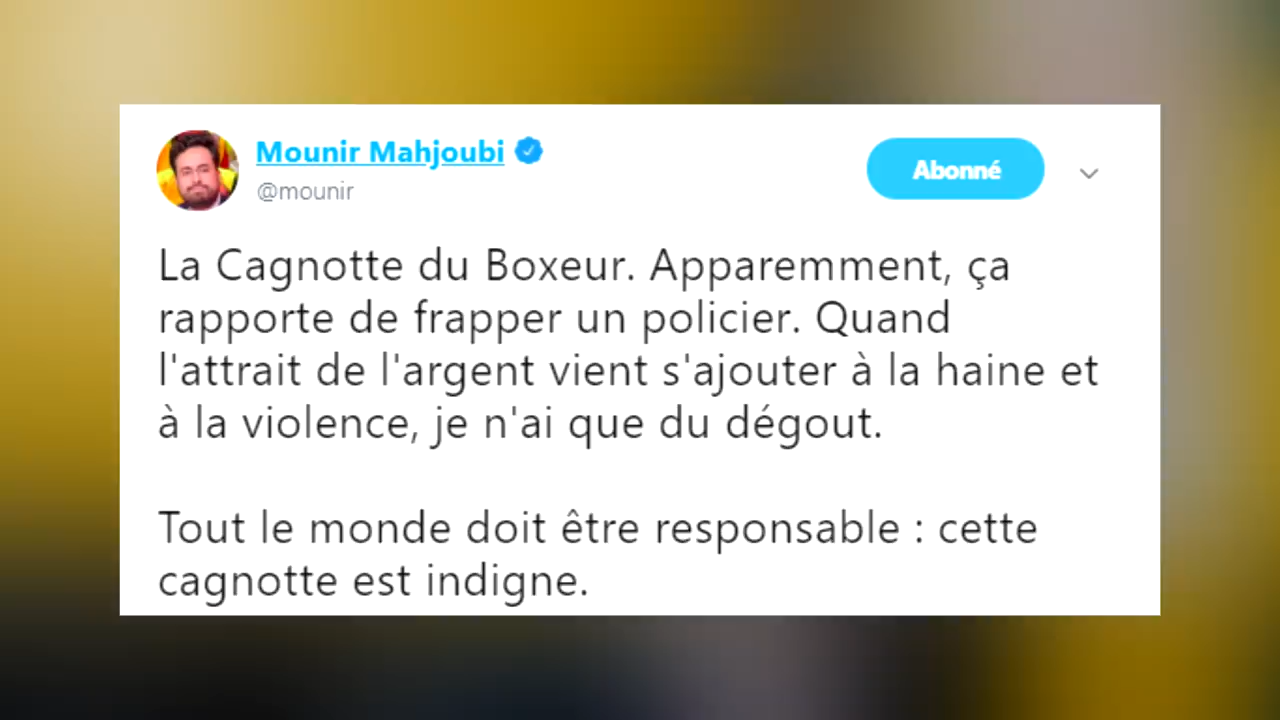 Mounir Mahjoubi
@mounir
Abonné
La Cagnotte du Boxeur. Apparemment, ça
rapporte de frapper un policier. Quand
l'attrait de l'argent vient s'ajouter à la haine et
à la violence, je n'ai que du dégout.
Tout le monde doit être responsable : cette
cagnotte est indigne.